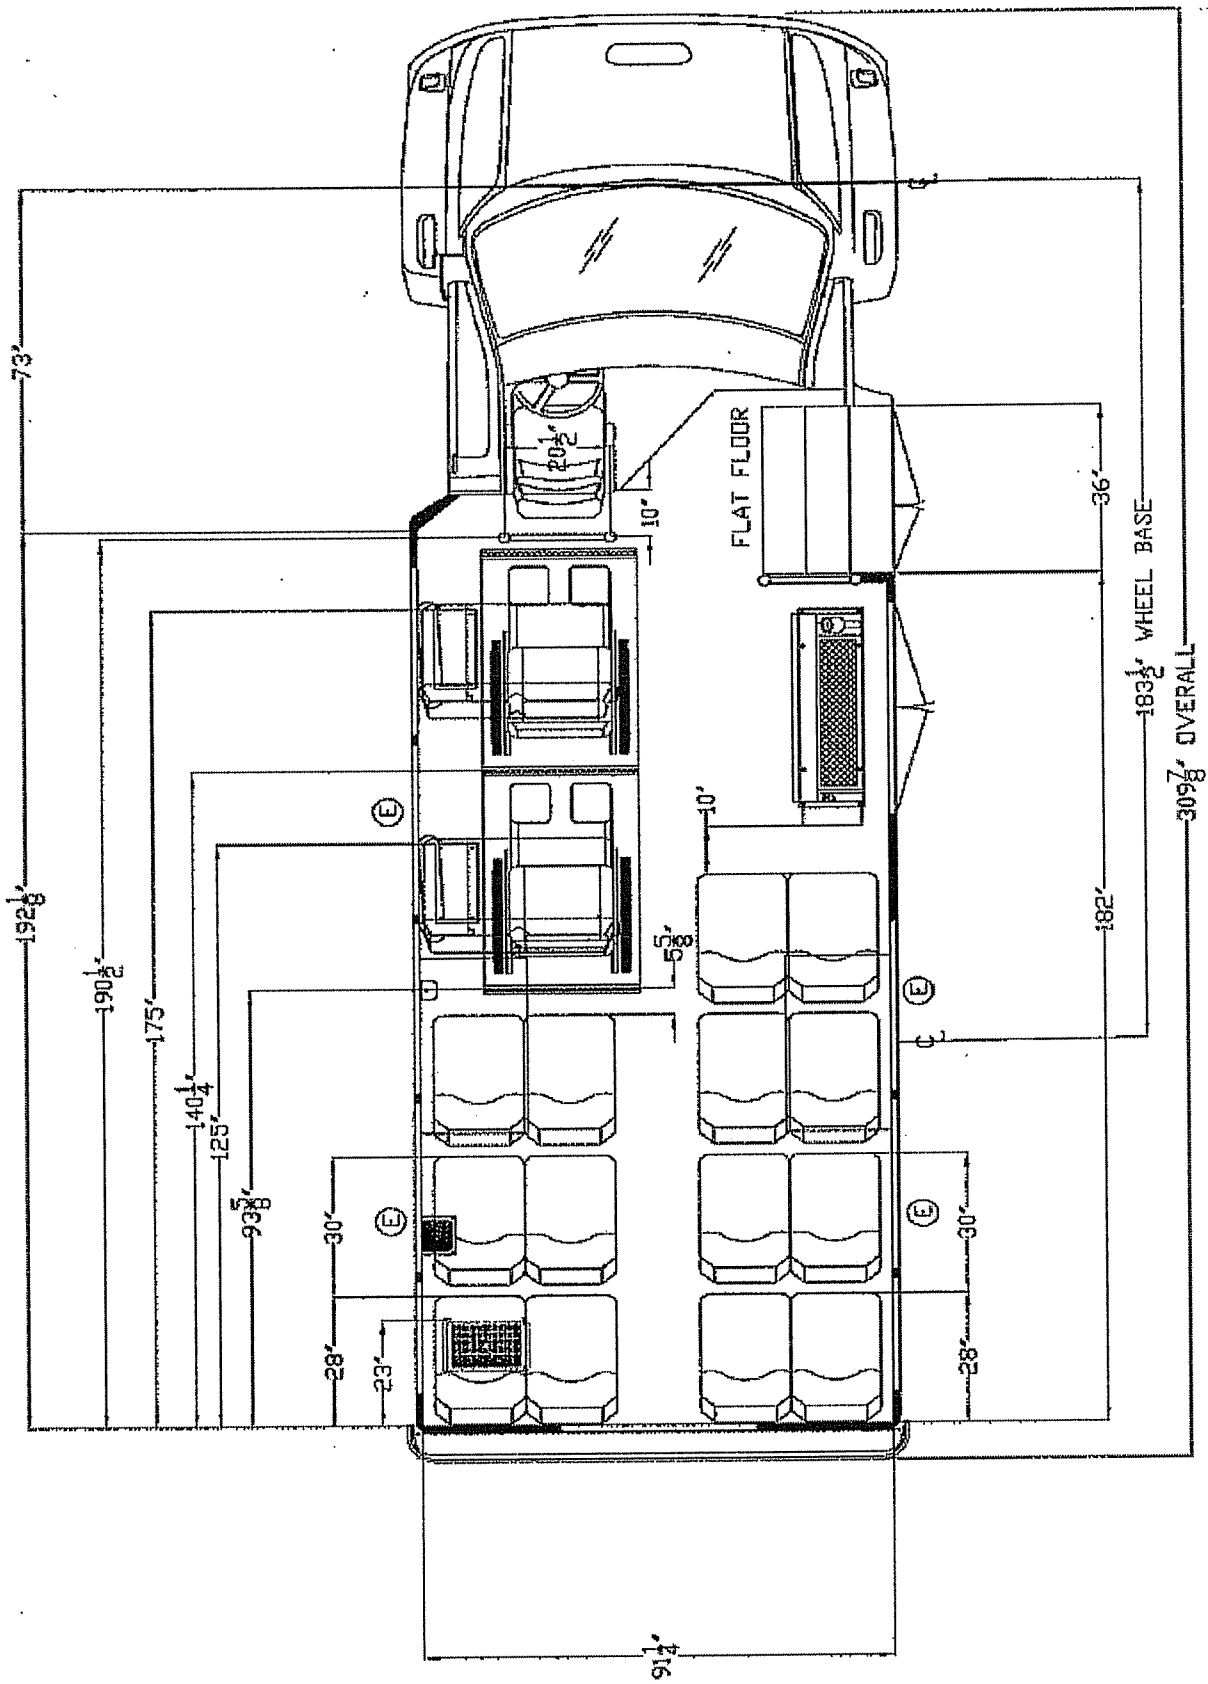 73"
192 1/8"
190 1/2"
175"
140 1/4"
125"
93 5/8"
30"
28"
23"
E
E
20 1/2"
10"
FLAT FLOOR
10"
5 5/8"
E
E
30"
28"
36"
182"
183 1/2" WHEEL BASE
309 7/8" OVERALL
91 1/4"